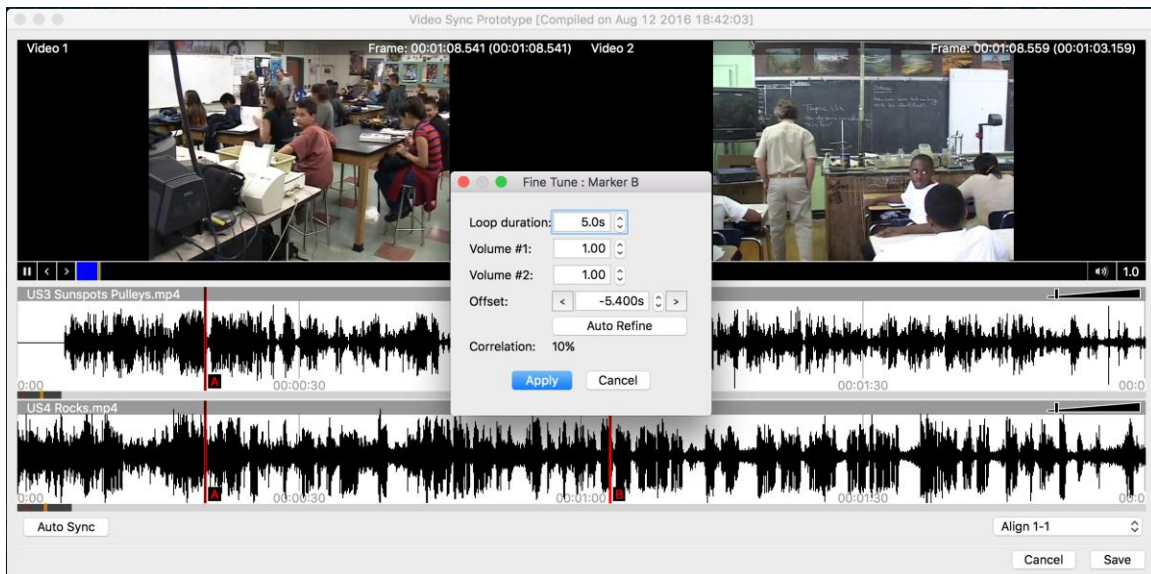 Video Sync Prototype [Compiled on Aug 12 2016 18:42:03]
Video 1
Frame: 00:01:08.541 (00:01:08.541)
Video 2
Frame: 00:01:08.559 (00:01:03.159)
Fine Tune : Marker B
Loop duration: 5.0s
Volume #1: 1.00
Volume #2: 1.00
Offset: < -5.400s >
Auto Refine
Correlation: 10%
Apply Cancel
1.0
US3 Sunspots Pulleys.mp4
A
0:00 00:00:30 00:01:30 00:0
US4 Rocks.mp4
A B
0:00 00:00:30 00:01:00 00:01:30 00:0
Auto Sync
Align 1-1
Cancel Save